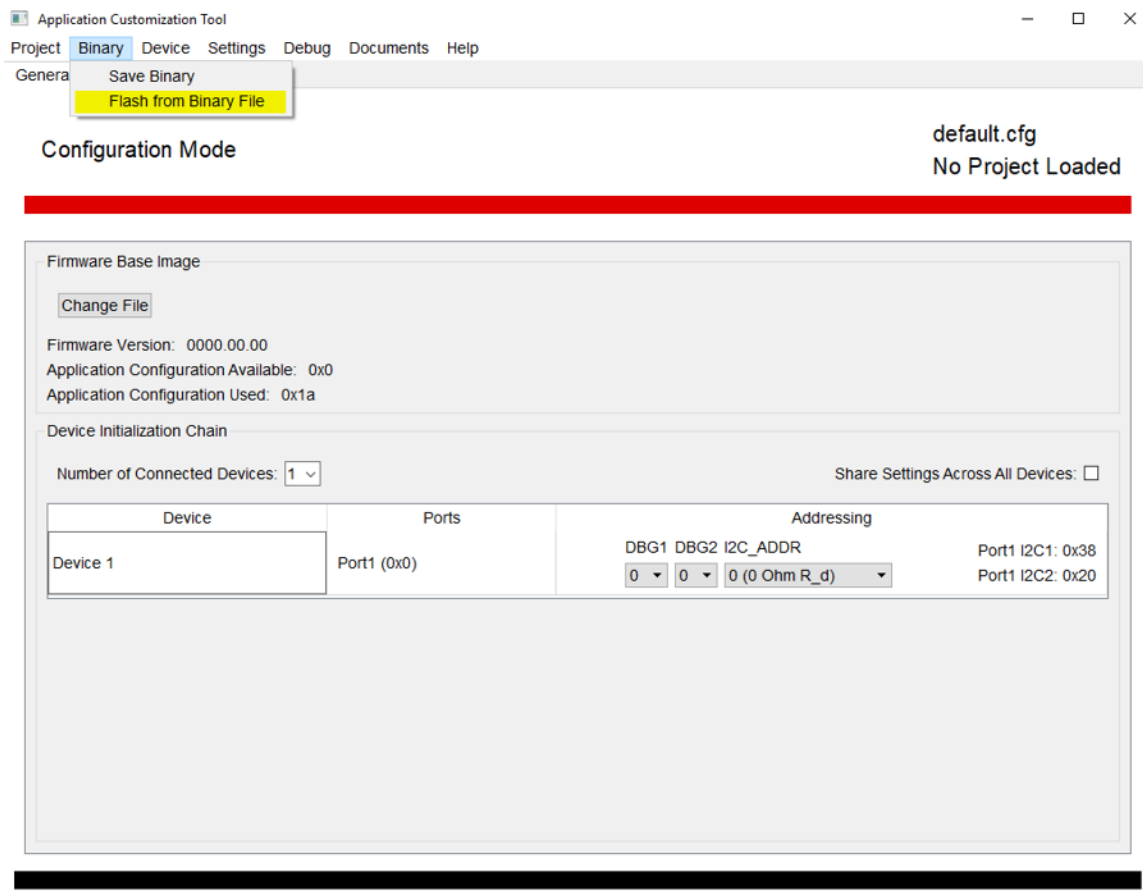 Application Customization Tool
Project Binary Device Settings Debug Documents Help
Genera
Save Binary
Flash from Binary File
Configuration Mode
default.cfg
No Project Loaded
Firmware Base Image
Change File
Firmware Version: 0000.00.00
Application Configuration Available: 0x0
Application Configuration Used: 0x1a
Device Initialization Chain
Number of Connected Devices: 1
Share Settings Across All Devices:
Device Ports Addressing
Device 1
Port1 (0x0)
DBG1 DBG2 I2C_ADDR
0 0 0 (0 Ohm R_d)
Port1 I2C1: 0x38
Port1 I2C2: 0x20